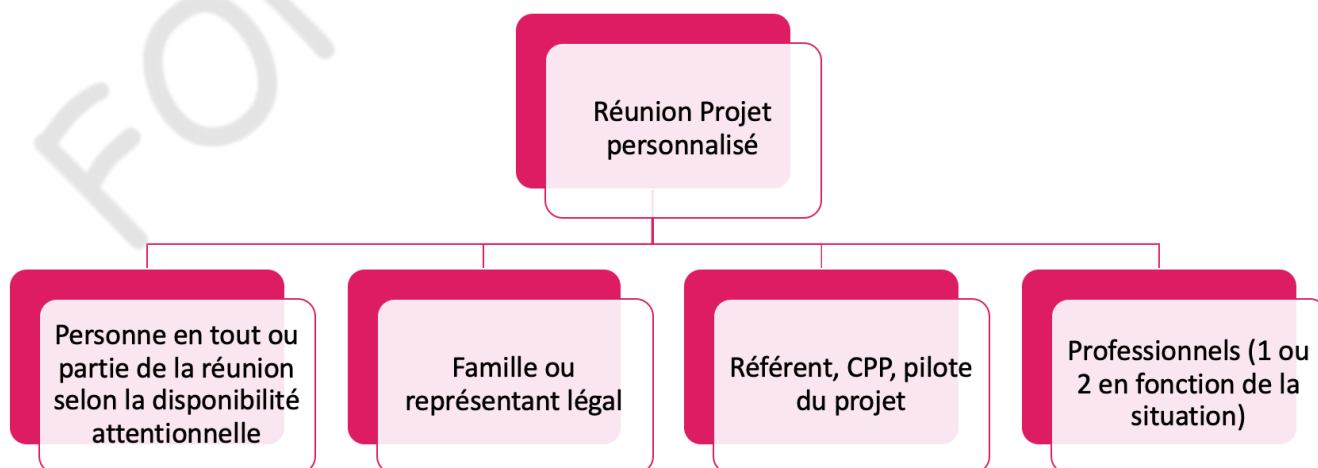 FO
Réunion Projet
personnalisé
Personne en tout ou
partie de la réunion
selon la disponibilité
attentionnelle
Famille ou
représentant légal
Référent, CPP, pilote
du projet
Professionnels (1 ou
2 en fonction de la
situation)